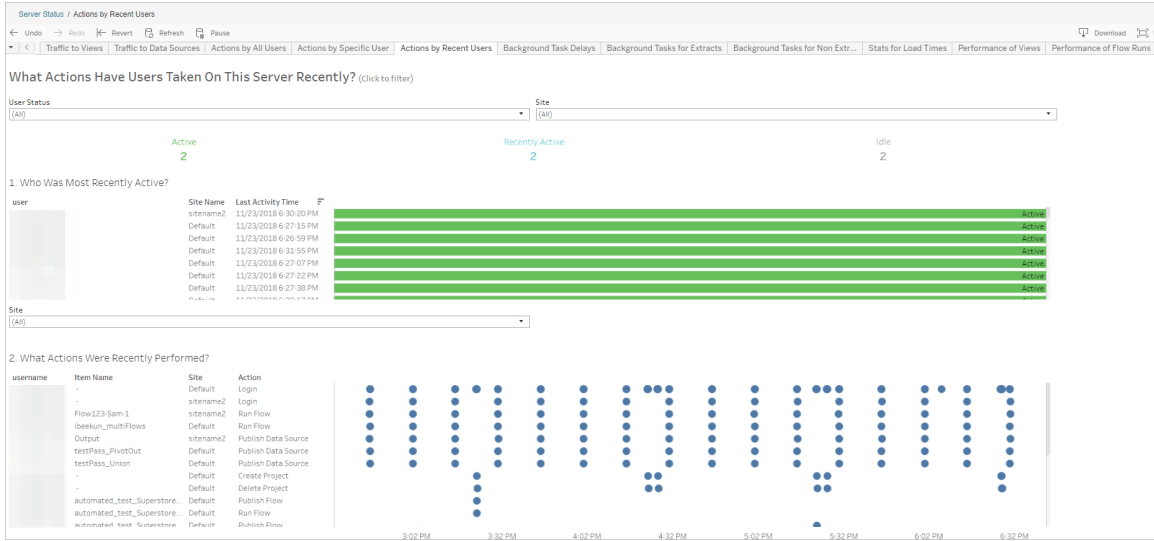 Server Status / Actions by Recent Users
← Undo → Redo Revert Refresh Pause Download
Traffic to Views Traffic to Data Sources Actions by All Users Actions by Specific User Actions by Recent Users Background Task Delays Background Tasks for Extracts Background Tasks for Non Extr... Stats for Load Times Performance of Views Performance of Flow Runs
What Actions Have Users Taken On This Server Recently? (Click to filter)
User Status Site
(All) (All)
Active Recently Active Idle
2 2 2
1. Who Was Most Recently Active?
user Site Name Last Activity Time
sitename2 11/23/2018 6:30:20 PM Active
Default 11/23/2018 6:27:15 PM Active
Default 11/23/2018 6:26:59 PM Active
Default 11/23/2018 6:31:55 PM Active
Default 11/23/2018 6:27:07 PM Active
Default 11/23/2018 6:27:22 PM Active
Default 11/23/2018 6:27:38 PM Active
Site
(All)
2. What Actions Were Recently Performed?
username Item Name Site Action
- Default Login
- sitename2 Login
Flow123-Sam-1 sitename2 Run Flow
ibeekun_multiFlows Default Run Flow
Output sitename2 Publish Data Source
testPass_PivotOut Default Publish Data Source
testPass_Union Default Publish Data Source
- Default Create Project
- Default Delete Project
automated_test_Superstore... Default Publish Flow
automated_test_Superstore... Default Run Flow
automated_test_Superstore Default Publish Flow
3:02 PM 3:32 PM 4:02 PM 4:32 PM 5:02 PM 5:32 PM 6:02 PM 6:32 PM